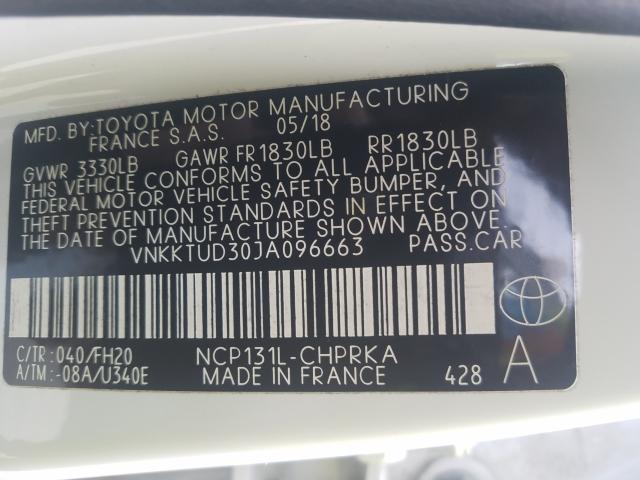 MFD. BY:TOYOTA MOTOR MANUFACTURING
FRANCE S.A.S. 05/18
GVWR 3330LB GAWR FR1830LB RR1830LB
THIS VEHICLE CONFORMS TO ALL APPLICABLE
FEDERAL MOTOR VEHICLE SAFETY, BUMPER, AND
THEFT PREVENTION STANDARDS IN EFFECT ON
THE DATE OF MANUFACTURE SHOWN ABOVE.
VNKKTUD30JA096663 PASS.CAR
C/TR:040/FH20 NCP131L-CHPRKA
A/TM:-08A/U340E MADE IN FRANCE 428 A